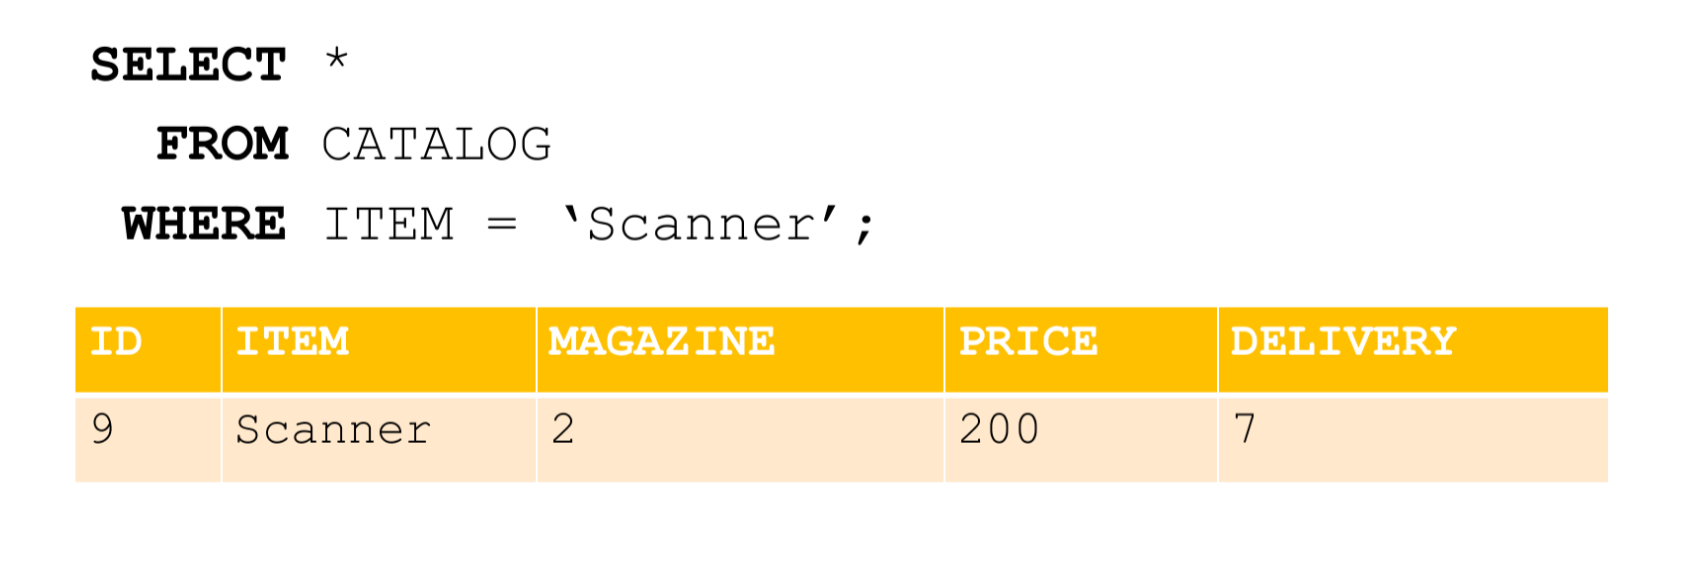 SELECT *
FROM CATALOG
WHERE ITEM = ‘Scanner’;
ID ITEM MAGAZINE PRICE DELIVERY
9 Scanner 2 200 7